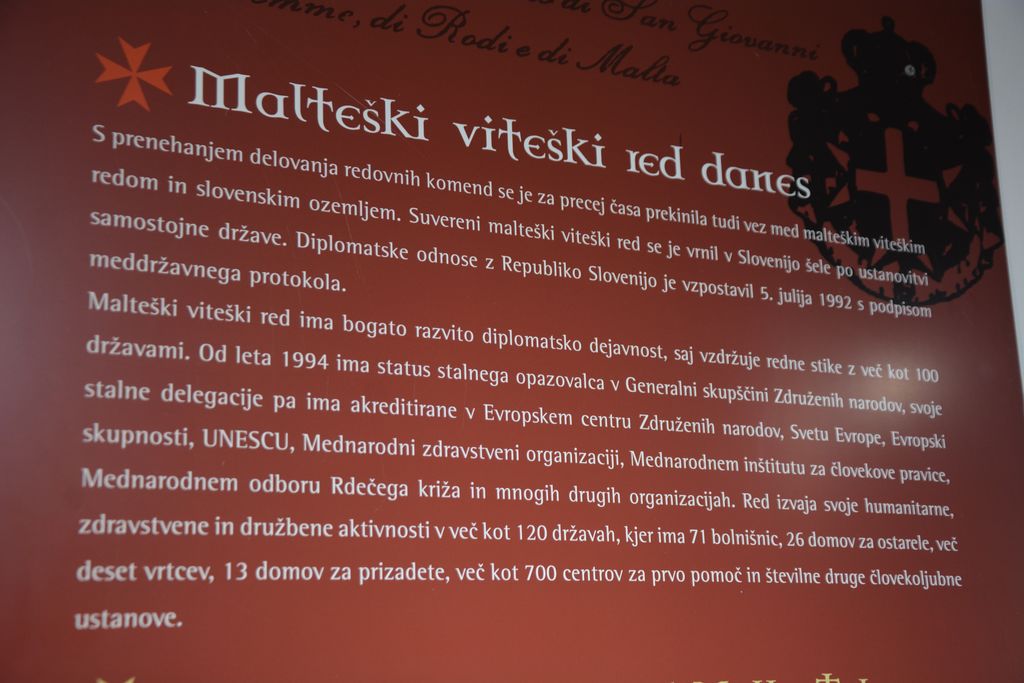 di San Giovanni
di Rodi e di Malta
Malteški viteški red danes
S prenehanjem delovanja redovnih komend se je za precej časa prekinila tudi vez med malteškim viteškim
redom in slovenskim ozemljem. Suvereni malteški viteški red se je vrnil v Slovenijo šele po ustanovitvi
samostojne države. Diplomatske odnose z Republiko Slovenijo je vzpostavil 5. julija 1992 s podpisom
meddržavnega protokola.
Malteški viteški red ima bogato razvito diplomatsko dejavnost, saj vzdržuje redne stike z več kot 100
državami. Od leta 1994 ima status stalnega opazovalca v Generalni skupščini Združenih narodov, svoje
stalne delegacije pa ima akreditirane v Evropskem centru Združenih narodov, Svetu Evrope, Evropski
skupnosti, UNESCU, Mednarodni zdravstveni organizaciji, Mednarodnem inštitutu za človekove pravice,
Mednarodnem odboru Rdečega križa in mnogih drugih organizacijah. Red izvaja svoje humanitarne,
zdravstvene in družbene aktivnosti v več kot 120 državah, kjer ima 71 bolnišnic, 26 domov za ostarele, več
deset vrtcev, 13 domov za prizadete, več kot 700 centrov za prvo pomoč in številne druge človekoljubne
ustanove.